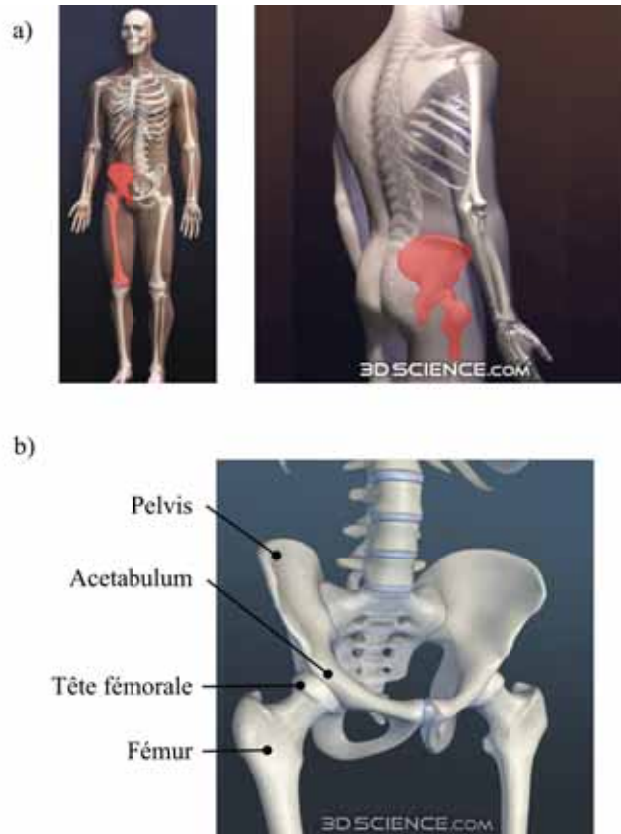 a)
3DSCIENCE.COM
b)
Pelvis
Acetabulum
Tête fémorale
Fémur
3DSCIENCE.COM